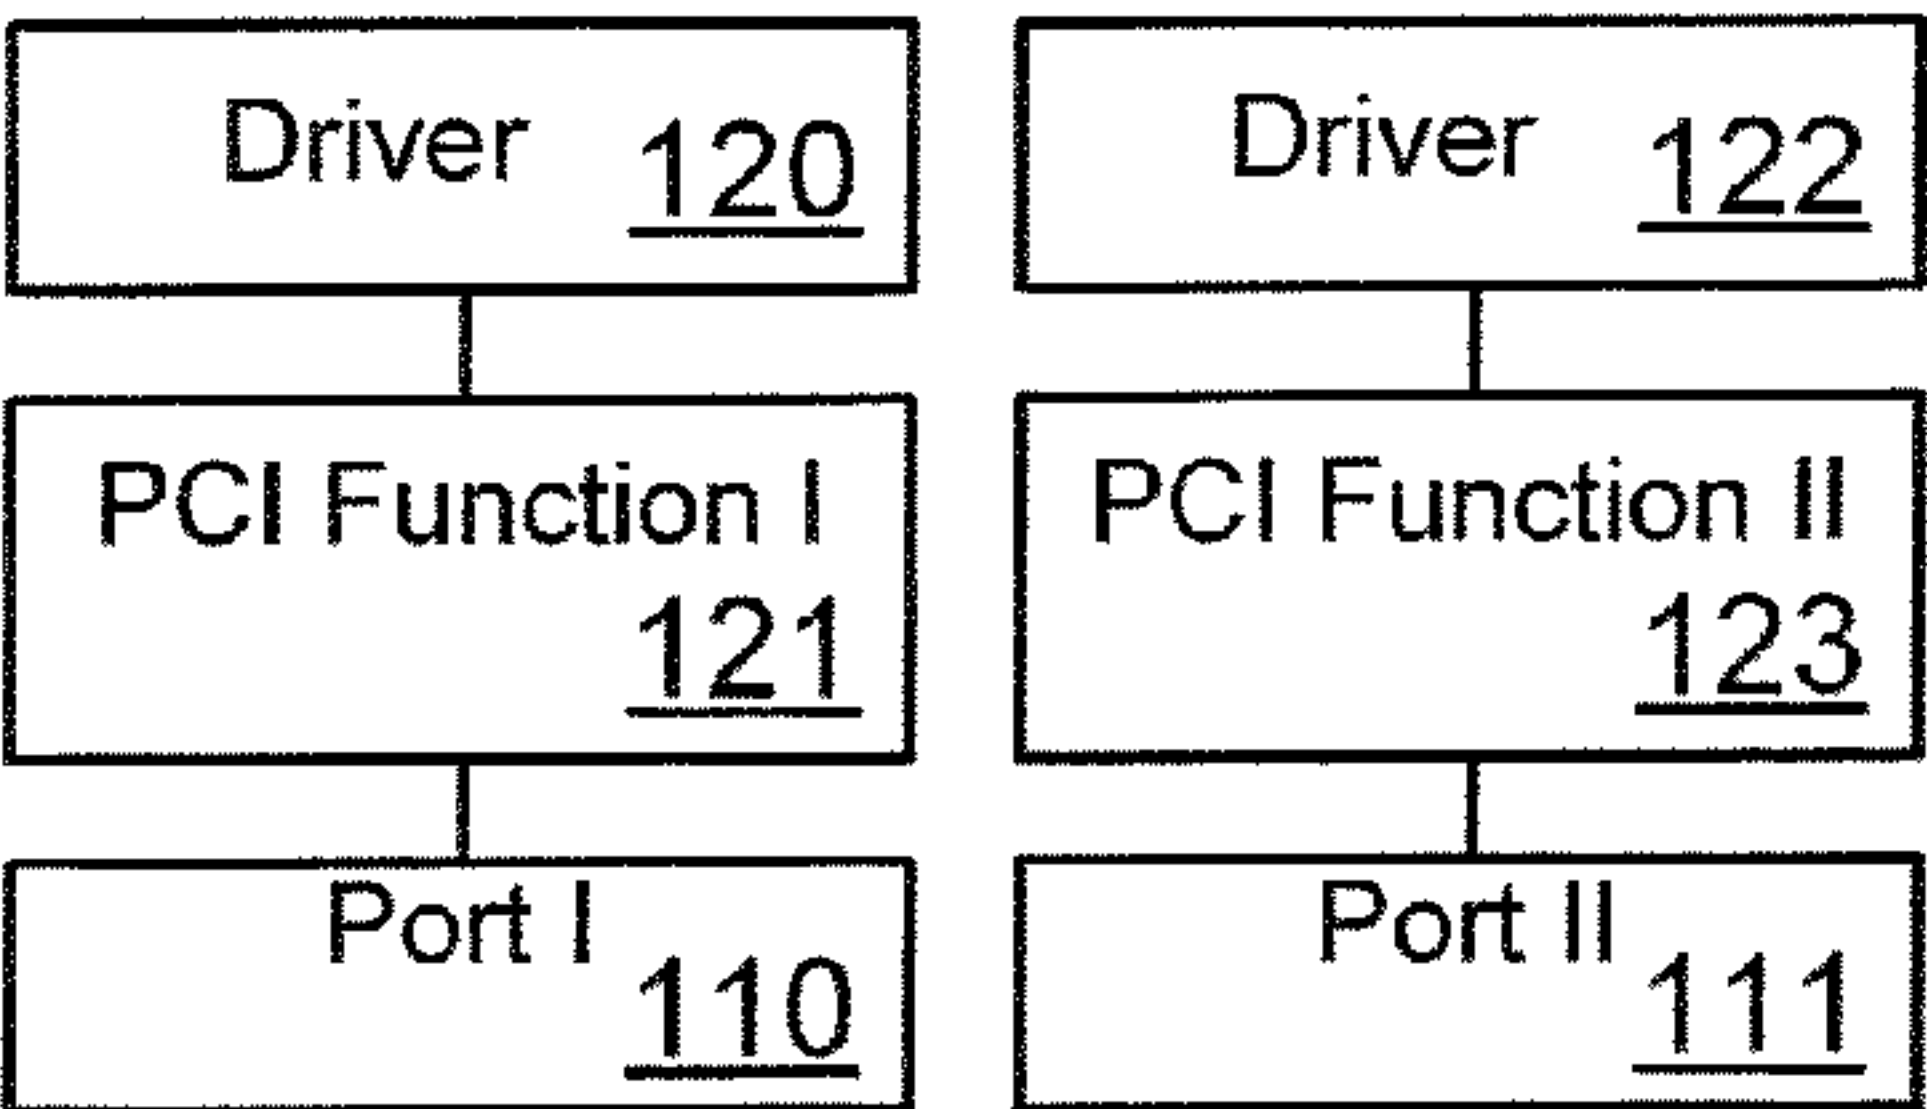 Driver 120
PCI Function I
121
Port I
110
Driver 122
PCI Function II
123
Port II
111